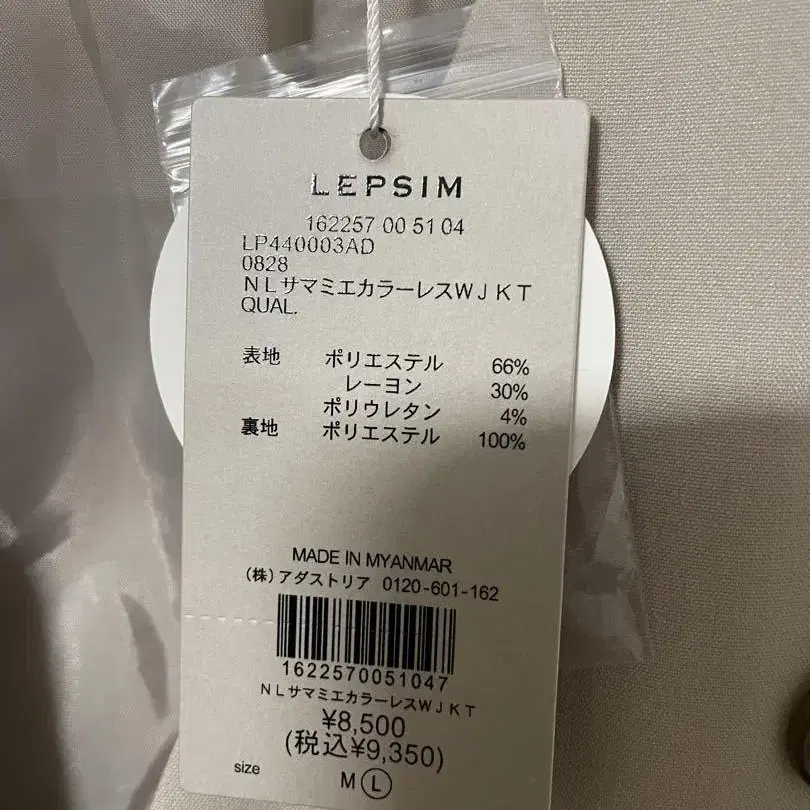 LEPSIM
162257 00 51 04
LP440003AD
0828
ＮＬサマミエカラーレスＷＪＫＴ
QUAL.
表地 ポリエステル 66%
レーヨン 30%
ポリウレタン 4%
裏地 ポリエステル 100%
MADE IN MYANMAR
（株）アダストリア 0120-601-162
1622570051047
ＮＬサマミエカラーレスＷＪＫＴ
¥8,500
(税込¥9,350)
size M L